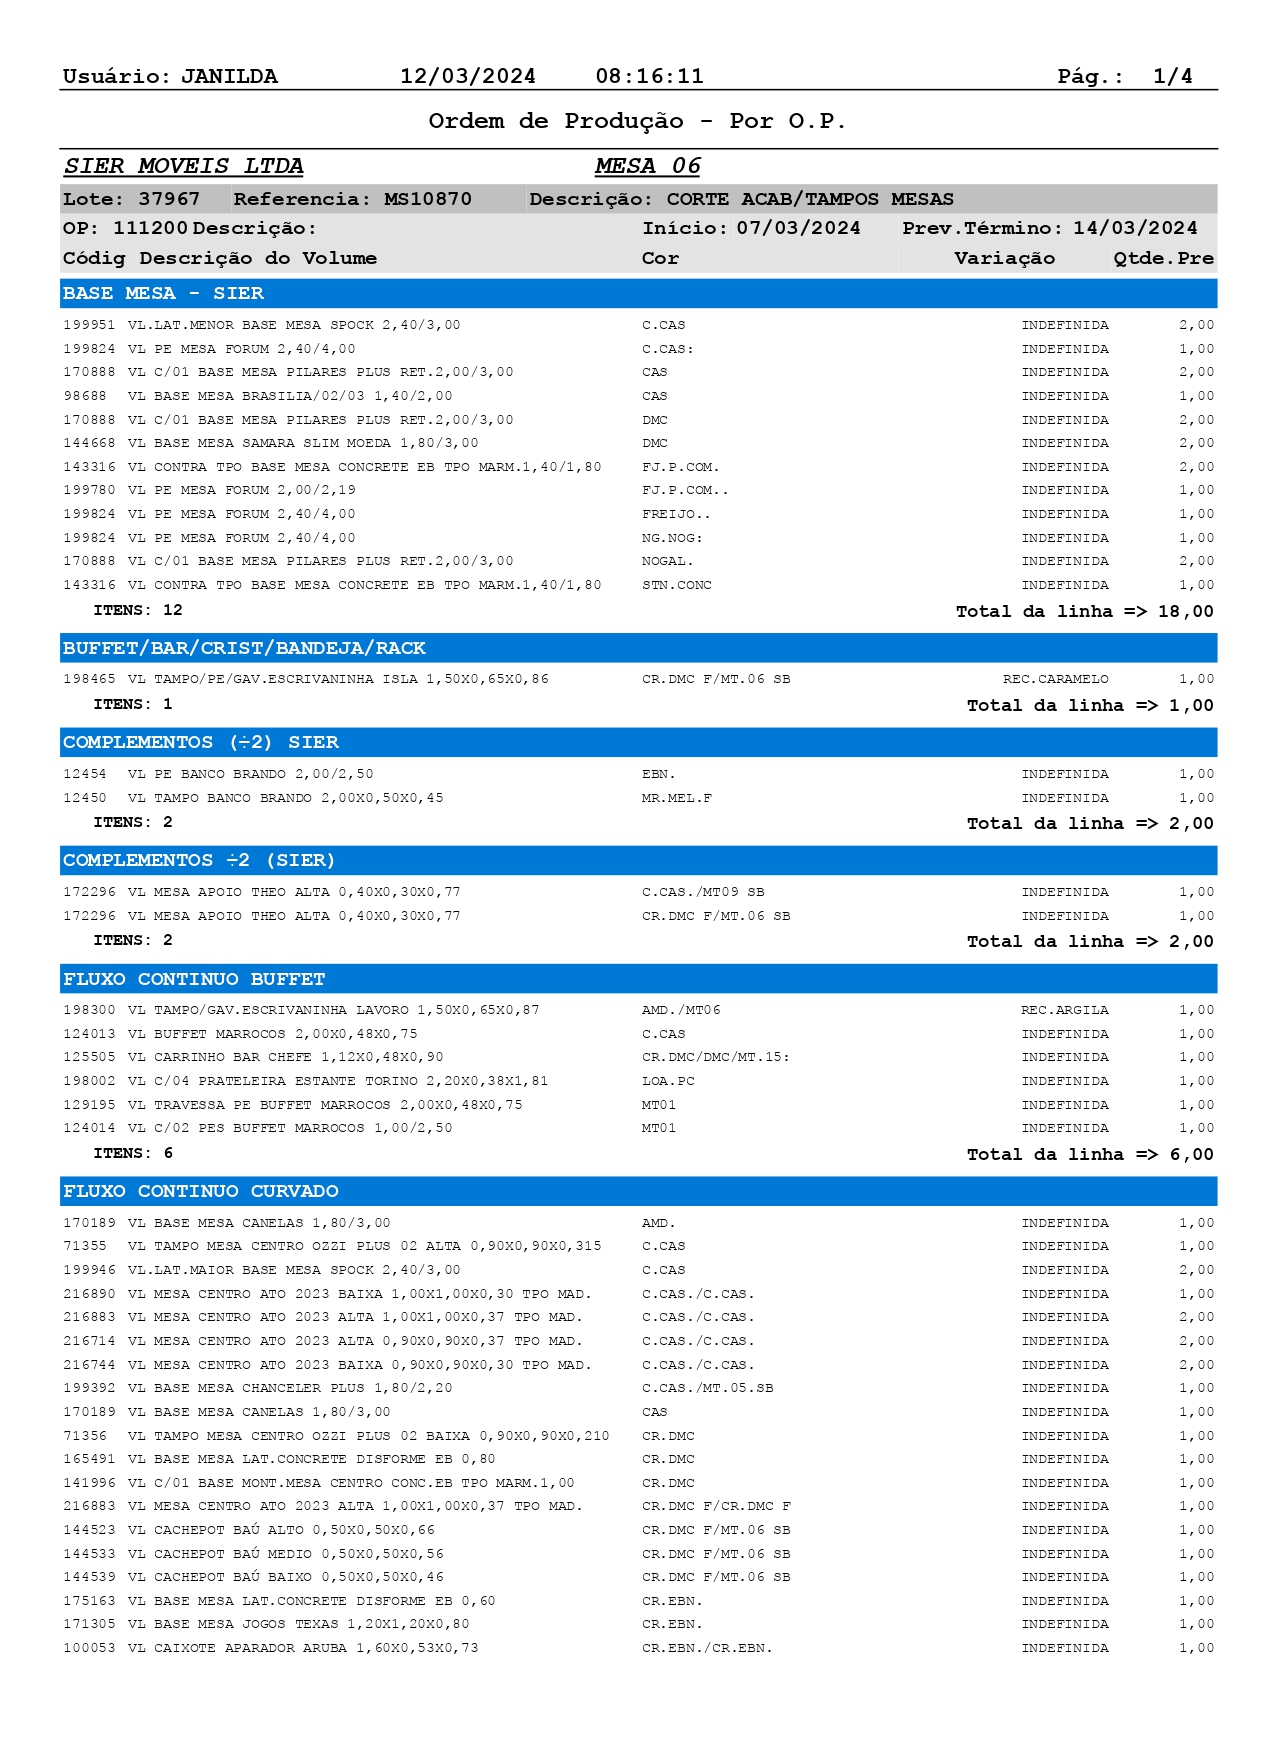 Usuário: JANILDA 12/03/2024 08:16:11 Pág.: 1/4
Ordem de Produção - Por O.P.
SIER MOVEIS LTDA MESA 06
Lote: 37967 Referencia: MS10870 Descrição: CORTE ACAB/TAMPOS MESAS
OP: 111200 Descrição: Início: 07/03/2024 Prev.Término: 14/03/2024
Códig Descrição do Volume Cor Variação Qtde.Pre
BASE MESA - SIER
199951 VL.LAT.MENOR BASE MESA SPOCK 2,40/3,00 C.CAS INDEFINIDA 2,00
199824 VL PE MESA FORUM 2,40/4,00 C.CAS: INDEFINIDA 1,00
170888 VL C/01 BASE MESA PILARES PLUS RET.2,00/3,00 CAS INDEFINIDA 2,00
98688 VL BASE MESA BRASILIA/02/03 1,40/2,00 CAS INDEFINIDA 1,00
170888 VL C/01 BASE MESA PILARES PLUS RET.2,00/3,00 DMC INDEFINIDA 2,00
144668 VL BASE MESA SAMARA SLIM MOEDA 1,80/3,00 DMC INDEFINIDA 2,00
143316 VL CONTRA TPO BASE MESA CONCRETE EB TPO MARM.1,40/1,80 FJ.P.COM. INDEFINIDA 2,00
199780 VL PE MESA FORUM 2,00/2,19 FJ.P.COM.. INDEFINIDA 1,00
199824 VL PE MESA FORUM 2,40/4,00 FREIJO.. INDEFINIDA 1,00
199824 VL PE MESA FORUM 2,40/4,00 NG.NOG: INDEFINIDA 1,00
170888 VL C/01 BASE MESA PILARES PLUS RET.2,00/3,00 NOGAL. INDEFINIDA 2,00
143316 VL CONTRA TPO BASE MESA CONCRETE EB TPO MARM.1,40/1,80 STN.CONC INDEFINIDA 1,00
ITENS: 12 Total da linha => 18,00
BUFFET/BAR/CRIST/BANDEJA/RACK
198465 VL TAMPO/PE/GAV.ESCRIVANINHA ISLA 1,50X0,65X0,86 CR.DMC F/MT.06 SB REC.CARAMELO 1,00
ITENS: 1 Total da linha => 1,00
COMPLEMENTOS (÷2) SIER
12454 VL PE BANCO BRANDO 2,00/2,50 EBN. INDEFINIDA 1,00
12450 VL TAMPO BANCO BRANDO 2,00X0,50X0,45 MR.MEL.F INDEFINIDA 1,00
ITENS: 2 Total da linha => 2,00
COMPLEMENTOS ÷2 (SIER)
172296 VL MESA APOIO THEO ALTA 0,40X0,30X0,77 C.CAS./MT09 SB INDEFINIDA 1,00
172296 VL MESA APOIO THEO ALTA 0,40X0,30X0,77 CR.DMC F/MT.06 SB INDEFINIDA 1,00
ITENS: 2 Total da linha => 2,00
FLUXO CONTINUO BUFFET
198300 VL TAMPO/GAV.ESCRIVANINHA LAVORO 1,50X0,65X0,87 AMD./MT06 REC.ARGILA 1,00
124013 VL BUFFET MARROCOS 2,00X0,48X0,75 C.CAS INDEFINIDA 1,00
125505 VL CARRINHO BAR CHEFE 1,12X0,48X0,90 CR.DMC/DMC/MT.15: INDEFINIDA 1,00
198002 VL C/04 PRATELEIRA ESTANTE TORINO 2,20X0,38X1,81 LOA.PC INDEFINIDA 1,00
129195 VL TRAVESSA PE BUFFET MARROCOS 2,00X0,48X0,75 MT01 INDEFINIDA 1,00
124014 VL C/02 PES BUFFET MARROCOS 1,00/2,50 MT01 INDEFINIDA 1,00
ITENS: 6 Total da linha => 6,00
FLUXO CONTINUO CURVADO
170189 VL BASE MESA CANELAS 1,80/3,00 AMD. INDEFINIDA 1,00
71355 VL TAMPO MESA CENTRO OZZI PLUS 02 ALTA 0,90X0,90X0,315 C.CAS INDEFINIDA 1,00
199946 VL.LAT.MAIOR BASE MESA SPOCK 2,40/3,00 C.CAS INDEFINIDA 2,00
216890 VL MESA CENTRO ATO 2023 BAIXA 1,00X1,00X0,30 TPO MAD. C.CAS./C.CAS. INDEFINIDA 1,00
216883 VL MESA CENTRO ATO 2023 ALTA 1,00X1,00X0,37 TPO MAD. C.CAS./C.CAS. INDEFINIDA 2,00
216714 VL MESA CENTRO ATO 2023 ALTA 0,90X0,90X0,37 TPO MAD. C.CAS./C.CAS. INDEFINIDA 2,00
216744 VL MESA CENTRO ATO 2023 BAIXA 0,90X0,90X0,30 TPO MAD. C.CAS./C.CAS. INDEFINIDA 2,00
199392 VL BASE MESA CHANCELER PLUS 1,80/2,20 C.CAS./MT.05.SB INDEFINIDA 1,00
170189 VL BASE MESA CANELAS 1,80/3,00 CAS INDEFINIDA 1,00
71356 VL TAMPO MESA CENTRO OZZI PLUS 02 BAIXA 0,90X0,90X0,210 CR.DMC INDEFINIDA 1,00
165491 VL BASE MESA LAT.CONCRETE DISFORME EB 0,80 CR.DMC INDEFINIDA 1,00
141996 VL C/01 BASE MONT.MESA CENTRO CONC.EB TPO MARM.1,00 CR.DMC INDEFINIDA 1,00
216883 VL MESA CENTRO ATO 2023 ALTA 1,00X1,00X0,37 TPO MAD. CR.DMC F/CR.DMC F INDEFINIDA 1,00
144523 VL CACHEPOT BAÚ ALTO 0,50X0,50X0,66 CR.DMC F/MT.06 SB INDEFINIDA 1,00
144533 VL CACHEPOT BAÚ MEDIO 0,50X0,50X0,56 CR.DMC F/MT.06 SB INDEFINIDA 1,00
144539 VL CACHEPOT BAÚ BAIXO 0,50X0,50X0,46 CR.DMC F/MT.06 SB INDEFINIDA 1,00
175163 VL BASE MESA LAT.CONCRETE DISFORME EB 0,60 CR.EBN. INDEFINIDA 1,00
171305 VL BASE MESA JOGOS TEXAS 1,20X1,20X0,80 CR.EBN. INDEFINIDA 1,00
100053 VL CAIXOTE APARADOR ARUBA 1,60X0,53X0,73 CR.EBN./CR.EBN. INDEFINIDA 1,00